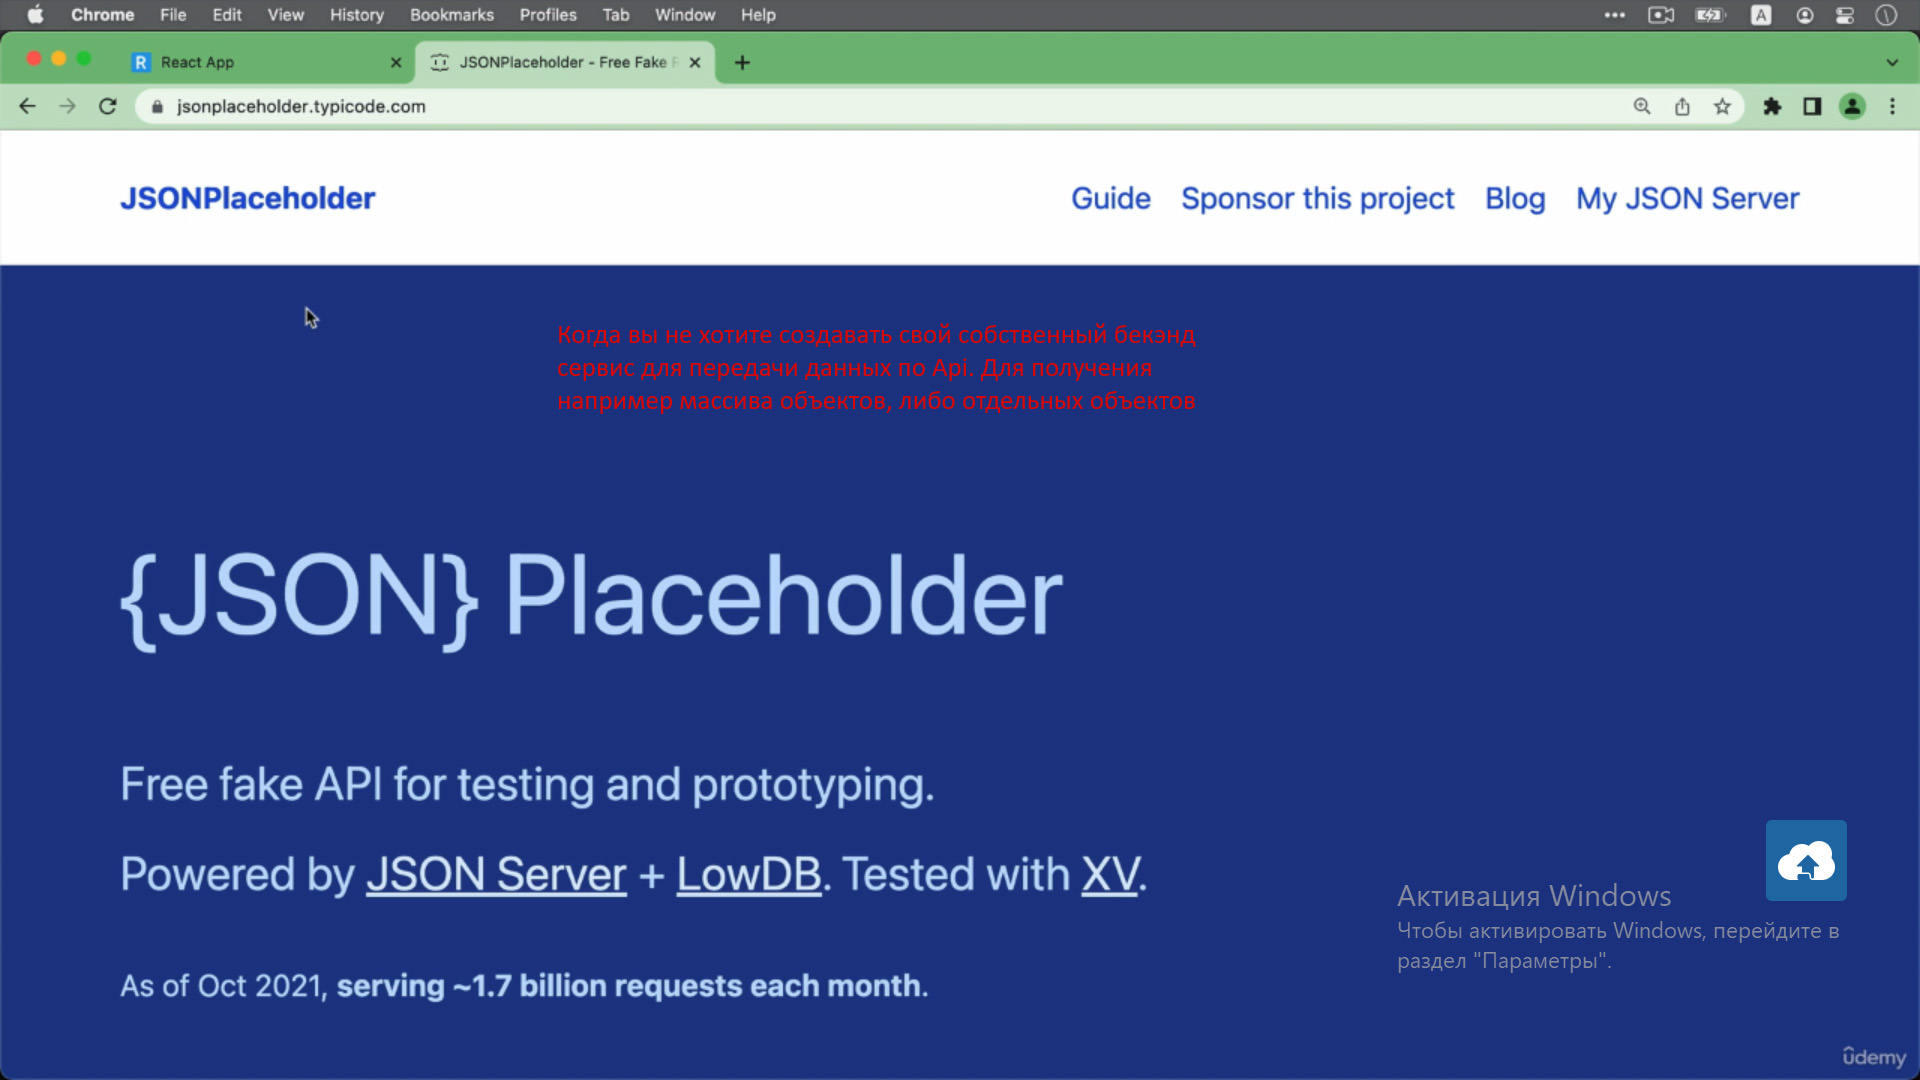 Chrome File Edit View History Bookmarks Profiles Tab Window Help A
R React App JSONPlaceholder - Free Fake
jsonplaceholder.typicode.com
JSONPlaceholder Guide Sponsor this project Blog My JSON Server
Когда вы не хотите создавать свой собственный бекэнд
сервис для передачи данных по Api. Для получения
например массива объектов, либо отдельных объектов
{JSON} Placeholder
Free fake API for testing and prototyping.
Powered by JSON Server + LowDB. Tested with XV.
Активация Windows
Чтобы активировать Windows, перейдите в
раздел "Параметры".
As of Oct 2021, serving ~1.7 billion requests each month.
ûdemy